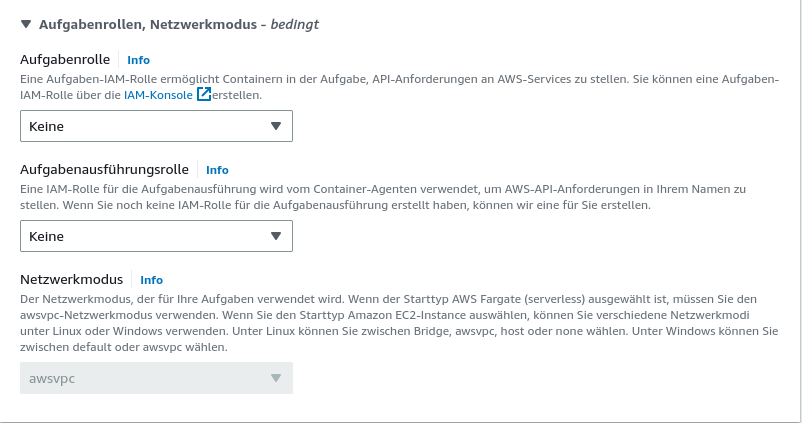 Aufgabenrollen, Netzwerkmodus - bedingt
Aufgabenrolle Info
Eine Aufgaben-IAM-Rolle ermöglicht Containern in der Aufgabe, API-Anforderungen an AWS-Services zu stellen. Sie können eine Aufgaben-
IAM-Rolle über die IAM-Konsole erstellen.
Keine
Aufgabenausführungsrolle Info
Eine IAM-Rolle für die Aufgabenausführung wird vom Container-Agenten verwendet, um AWS-API-Anforderungen in Ihrem Namen zu
stellen. Wenn Sie noch keine IAM-Rolle für die Aufgabenausführung erstellt haben, können wir eine für Sie erstellen.
Keine
Netzwerkmodus Info
Der Netzwerkmodus, der für Ihre Aufgaben verwendet wird. Wenn der Starttyp AWS Fargate (serverless) ausgewählt ist, müssen Sie den
awsvpc-Netzwerkmodus verwenden. Wenn Sie den Starttyp Amazon EC2-Instance auswählen, können Sie verschiedene Netzwerkmodi
unter Linux oder Windows verwenden. Unter Linux können Sie zwischen Bridge, awsvpc, host oder none wählen. Unter Windows können Sie
zwischen default oder awsvpc wählen.
awsvpc